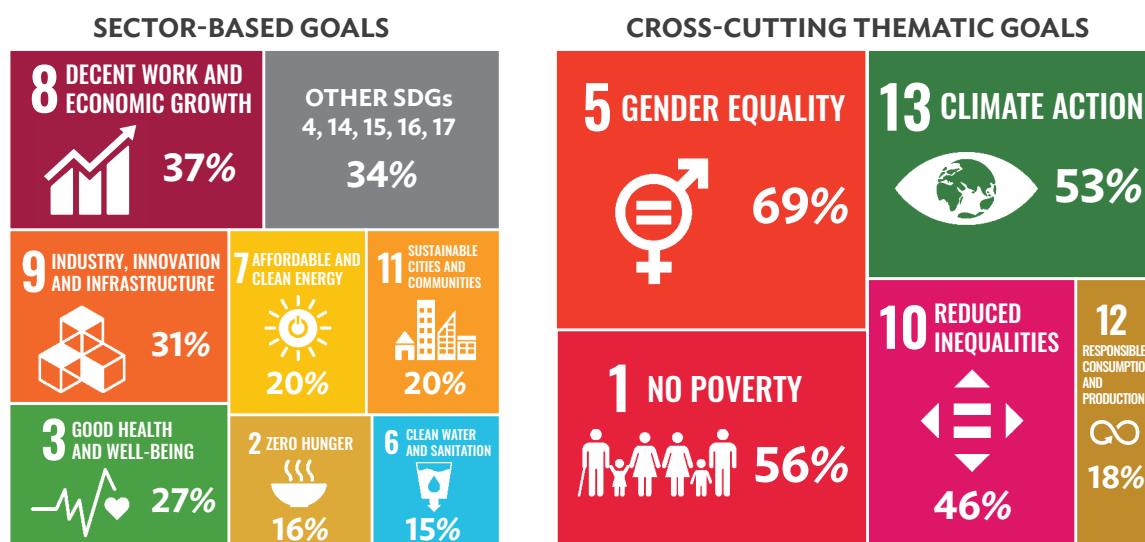 SECTOR-BASED GOALS
8 DECENT WORK AND
ECONOMIC GROWTH
37%
OTHER SDGs
4, 14, 15, 16, 17
34%
9 INDUSTRY, INNOVATION
AND INFRASTRUCTURE
31%
7 AFFORDABLE AND
CLEAN ENERGY
20%
11 SUSTAINABLE
CITIES AND
COMMUNITIES
20%
3 GOOD HEALTH
AND WELL-BEING
27%
2 ZERO HUNGER
16%
6 CLEAN WATER
AND SANITATION
15%
CROSS-CUTTING THEMATIC GOALS
5 GENDER EQUALITY
69%
13 CLIMATE ACTION
53%
1 NO POVERTY
56%
10 REDUCED
INEQUALITIES
46%
12
RESPONSIBLE
CONSUMPTIO
AND
PRODUCTION
18%